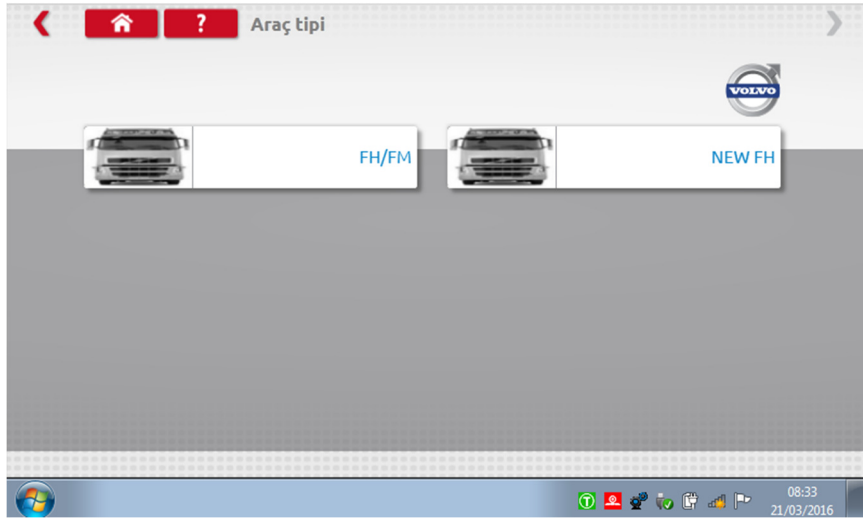 ? Araç tipi
VOLVO
FH/FM
NEW FH
08:33
21/03/2016